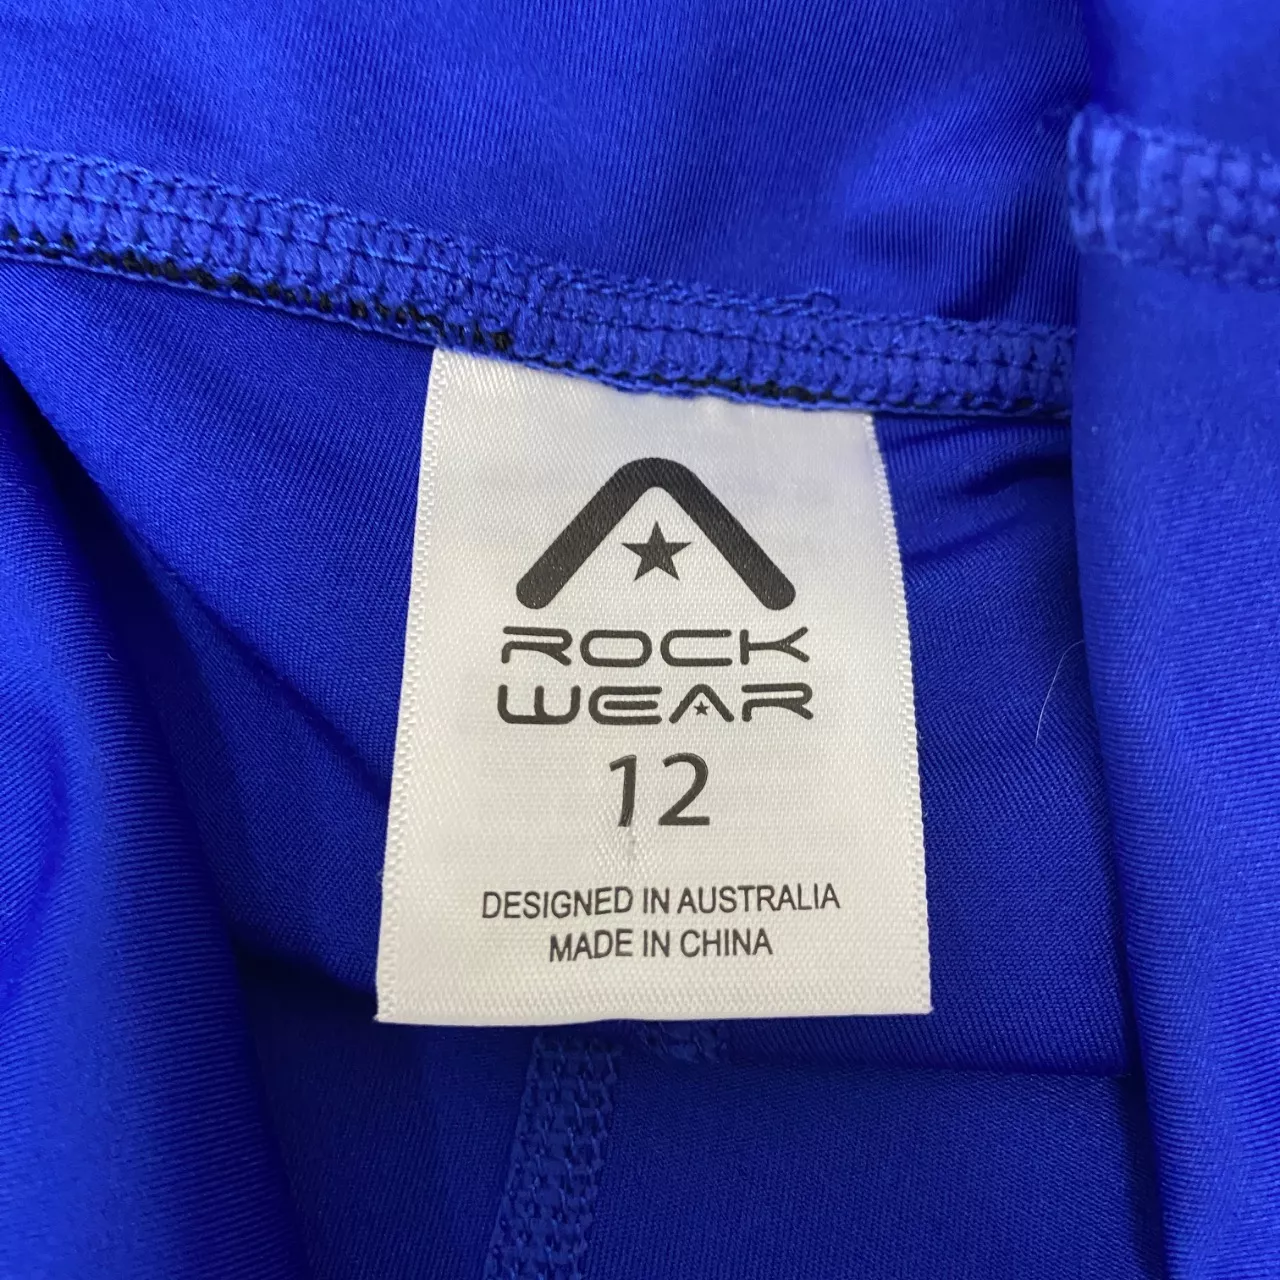 ROCK
WEAR
12
DESIGNED IN AUSTRALIA
MADE IN CHINA